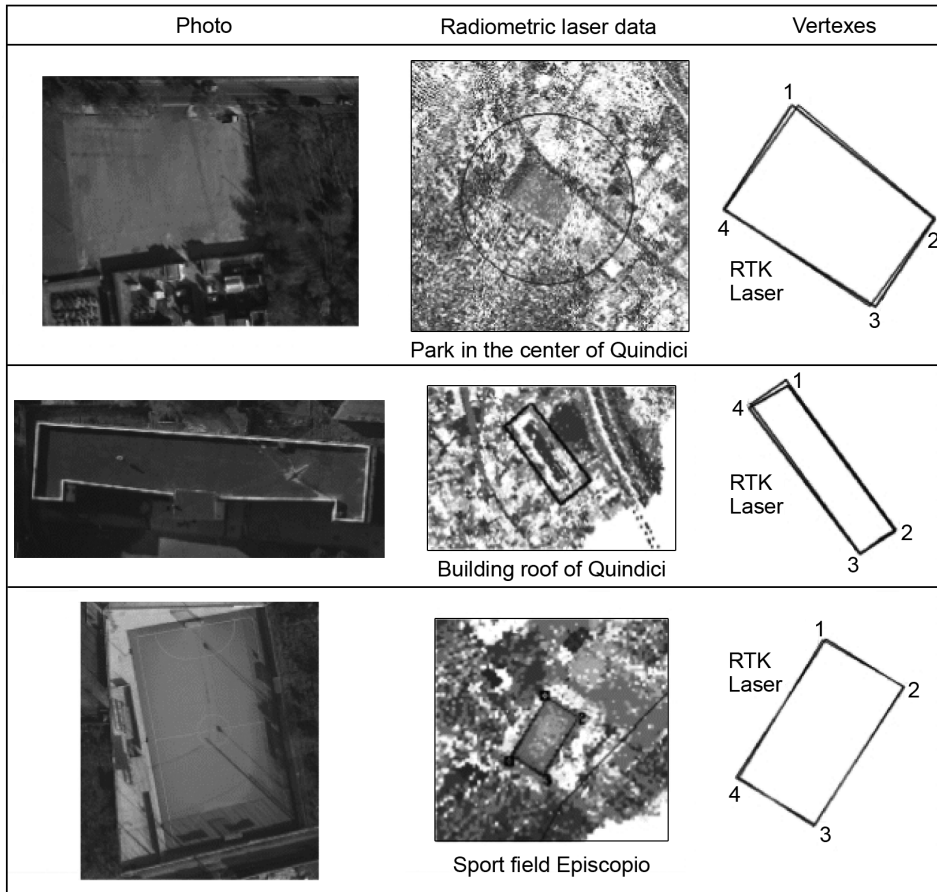 Photo
Radiometric laser data
Vertexes
1
2
3
4
RTK
Laser
Park in the center of Quindici
1
2
3
4
RTK
Laser
Building roof of Quindici
1
2
3
4
RTK
Laser
Sport field Episcopio